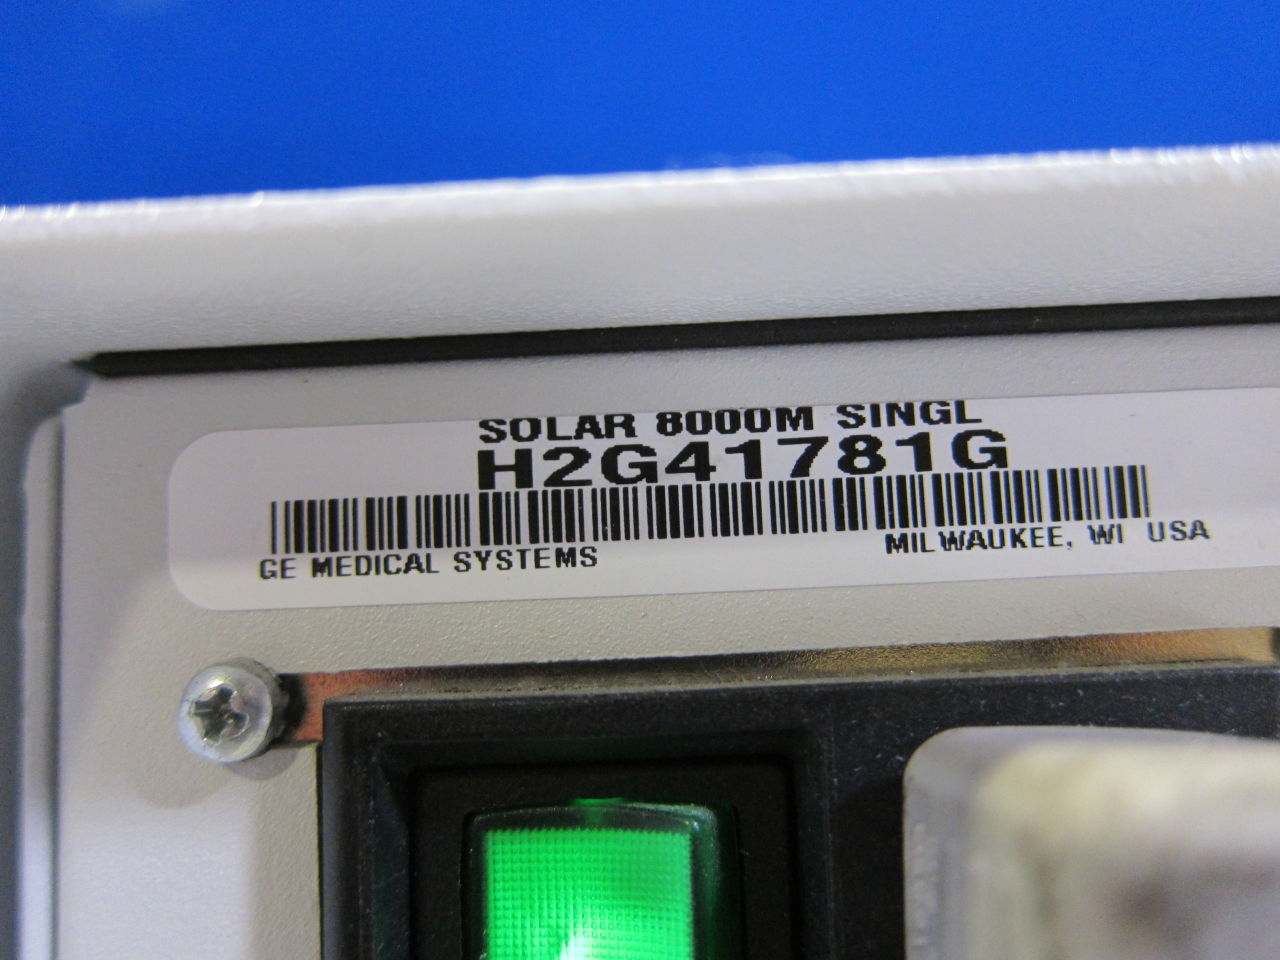 SOLAR 8000M SINGL
H2G41781G
GE MEDICAL SYSTEMS
MILWAUKEE, WI USA